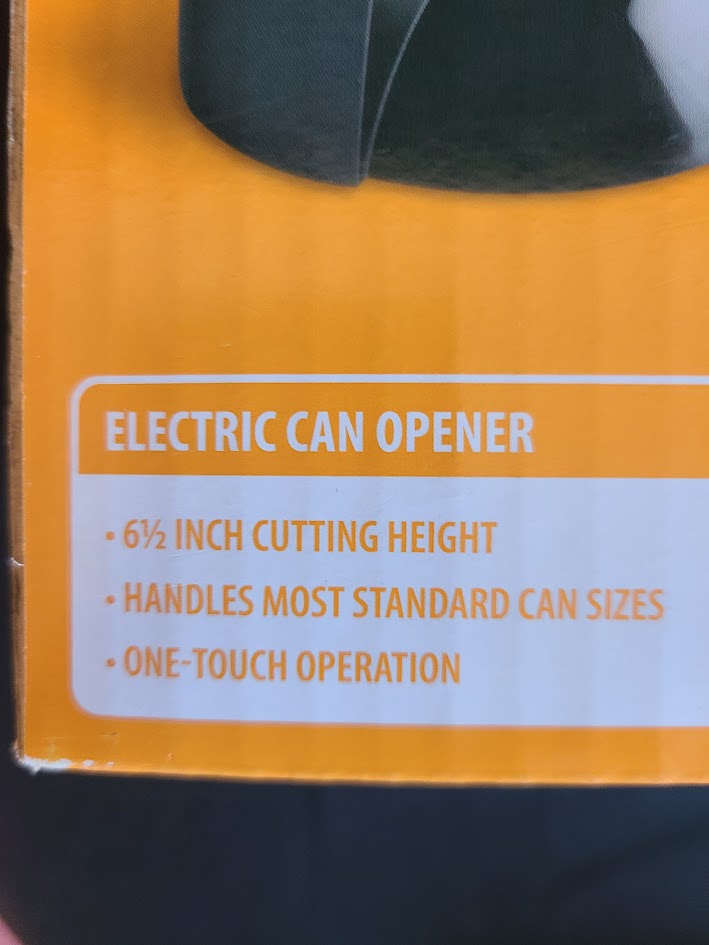 ELECTRIC CAN OPENER
• 6½ INCH CUTTING HEIGHT
• HANDLES MOST STANDARD CAN SIZES
• ONE-TOUCH OPERATION